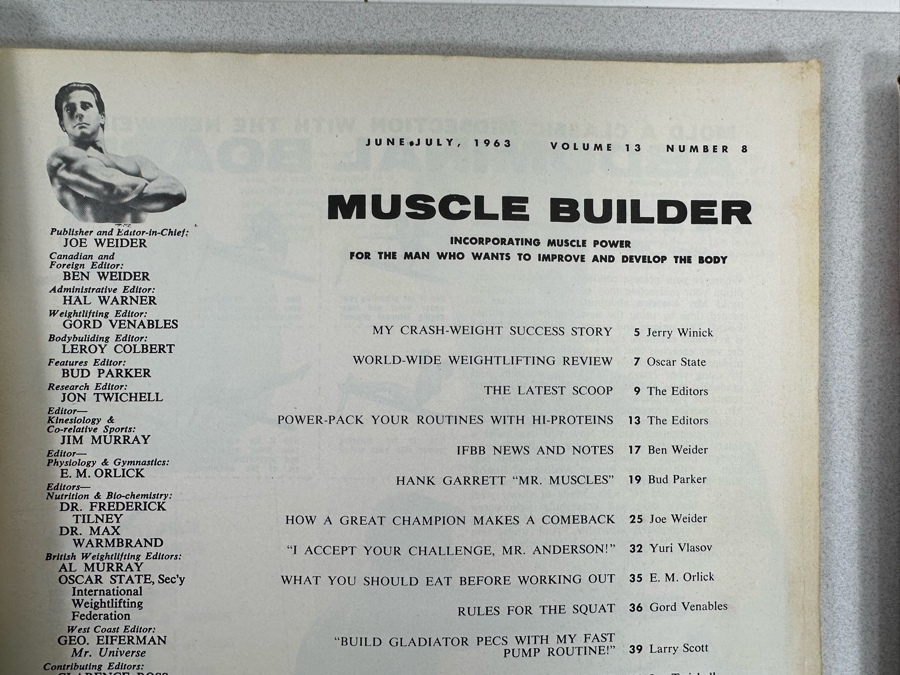 JUNE-JULY, 1963 VOLUME 13 NUMBER 8
MUSCLE BUILDER
INCORPORATING MUSCLE POWER
FOR THE MAN WHO WANTS TO IMPROVE AND DEVELOP THE BODY
Publisher and Editor-in-Chief:
JOE WEIDER
Canadian and
Foreign Editor:
BEN WEIDER
Administrative Editor:
HAL WARNER
Weightlifting Editor:
GORD VENABLES
Bodybuliding Editor:
LEROY COLBERT
Features Editor:
BUD PARKER
Research Editor:
JON TWICHELL
Editor—
Kinesiology &
Co-relative Sports:
JIM MURRAY
Editor—
Physiology & Gymnastics:
E. M. ORLICK
Editors—
Nutrition & Bio-chemistry:
DR. FREDERICK
TILNEY
DR. MAX
WARMBRAND
British Weightlifting Editors:
AL MURRAY
OSCAR STATE, Sec'y
International
Weightlifting
Federation
West Coast Editor:
GEO. EIFERMAN
Mr. Universe
Contributing Editors:
CLARENCE ROSS
MY CRASH-WEIGHT SUCCESS STORY 5 Jerry Winick
WORLD-WIDE WEIGHTLIFTING REVIEW 7 Oscar State
THE LATEST SCOOP 9 The Editors
POWER-PACK YOUR ROUTINES WITH HI-PROTEINS 13 The Editors
IFBB NEWS AND NOTES 17 Ben Weider
HANK GARRETT "MR. MUSCLES" 19 Bud Parker
HOW A GREAT CHAMPION MAKES A COMEBACK 25 Joe Weider
"I ACCEPT YOUR CHALLENGE, MR. ANDERSON!" 32 Yuri Vlasov
WHAT YOU SHOULD EAT BEFORE WORKING OUT 35 E. M. Orlick
RULES FOR THE SQUAT 36 Gord Venables
"BUILD GLADIATOR PECS WITH MY FAST
PUMP ROUTINE!" 39 Larry Scott